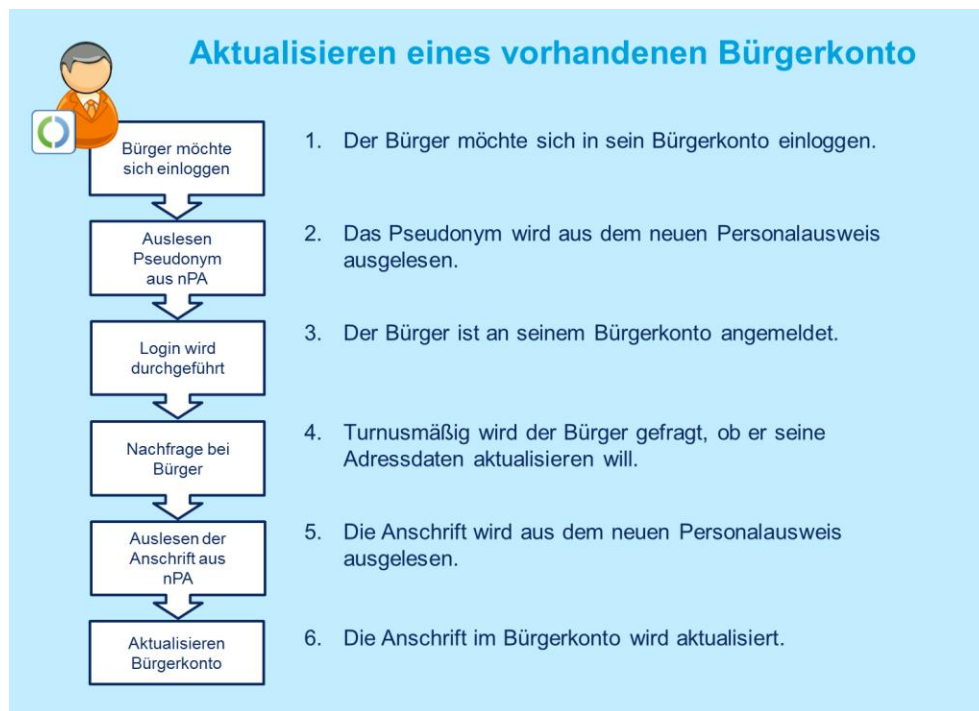 Aktualisieren eines vorhandenen Bürgerkonto
Bürger möchte
sich einloggen
1. Der Bürger möchte sich in sein Bürgerkonto einloggen.
Auslesen
Pseudonym
aus nPA
2. Das Pseudonym wird aus dem neuen Personalausweis
ausgelesen.
Login wird
durchgeführt
3. Der Bürger ist an seinem Bürgerkonto angemeldet.
Nachfrage bei
Bürger
4. Turnusmäßig wird der Bürger gefragt, ob er seine
Adressdaten aktualisieren will.
Auslesen der
Anschrift aus
nPA
5. Die Anschrift wird aus dem neuen Personalausweis
ausgelesen.
Aktualisieren
Bürgerkonto
6. Die Anschrift im Bürgerkonto wird aktualisiert.